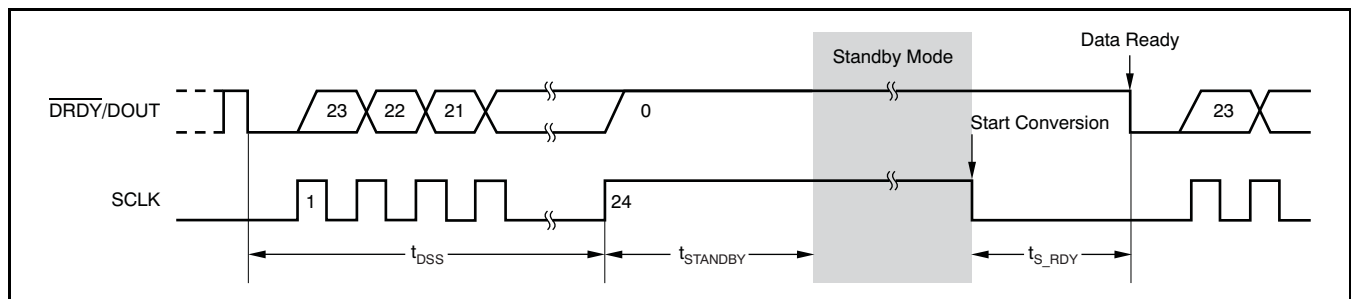 Data Ready
Standby Mode
DRDY/DOUT
23
22
21
0
23
Start Conversion
SCLK
1
24
tDSS
tSTANDBY
tS_RDY